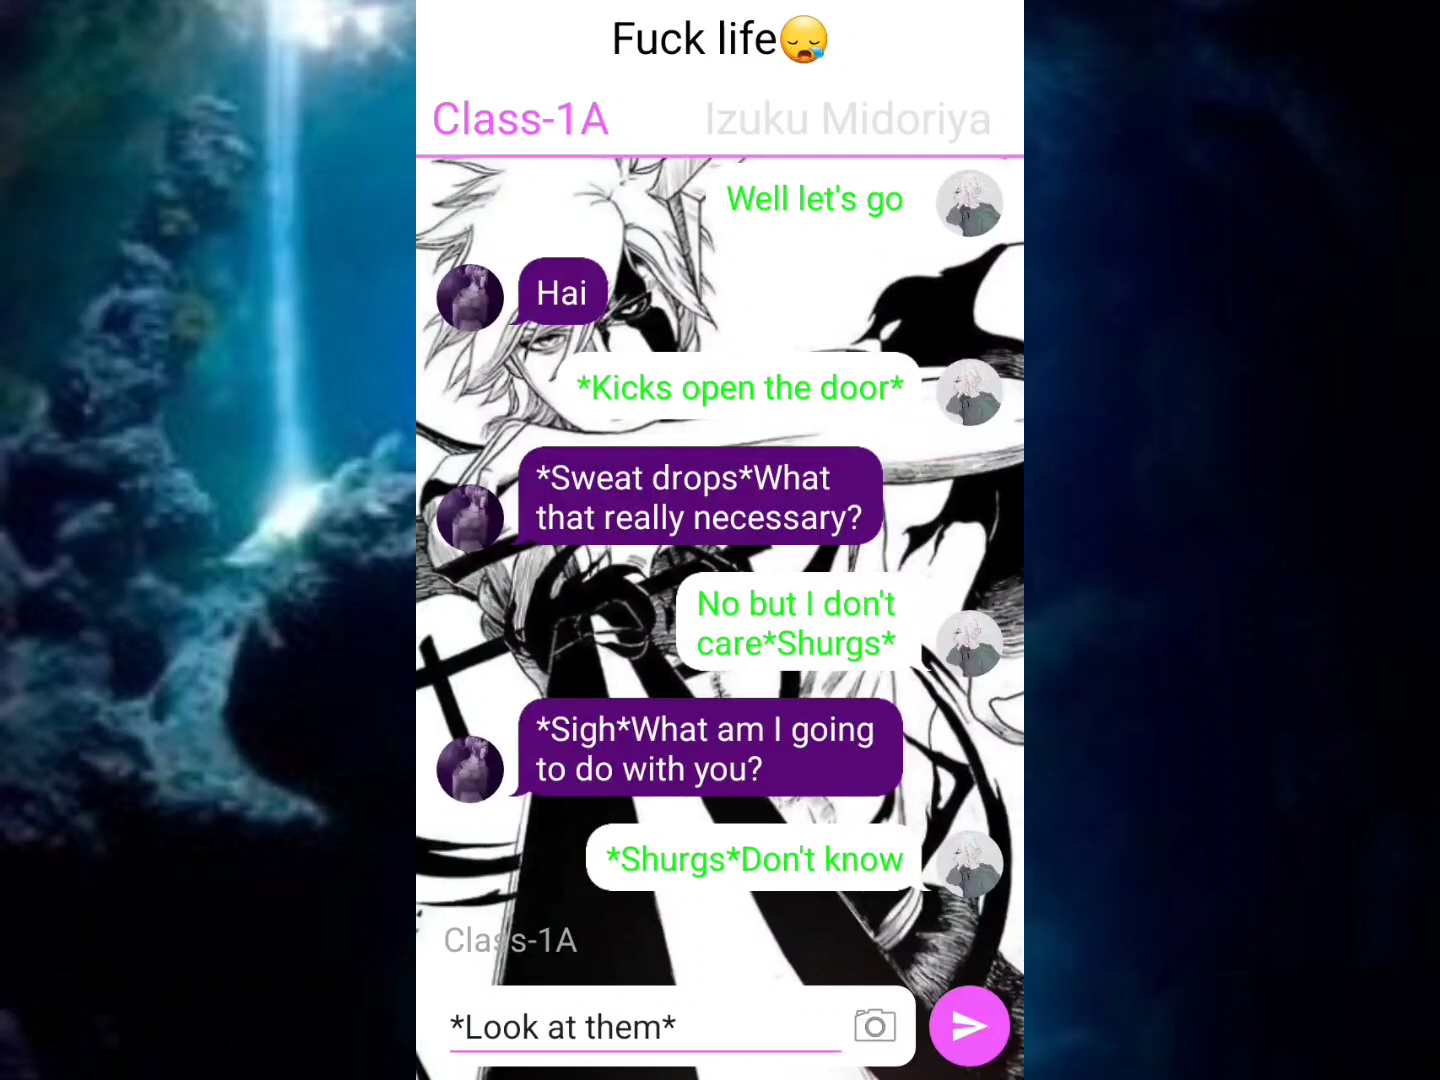 Fuck life😪
Class-1A Izuku Midoriya
Well let's go
Hai
*Kicks open the door*
*Sweat drops*What
that really necessary?
No but I don't
care*Shurgs*
*Sigh*What am I going
to do with you?
*Shurgs*Don't know
Class-1A
*Look at them*